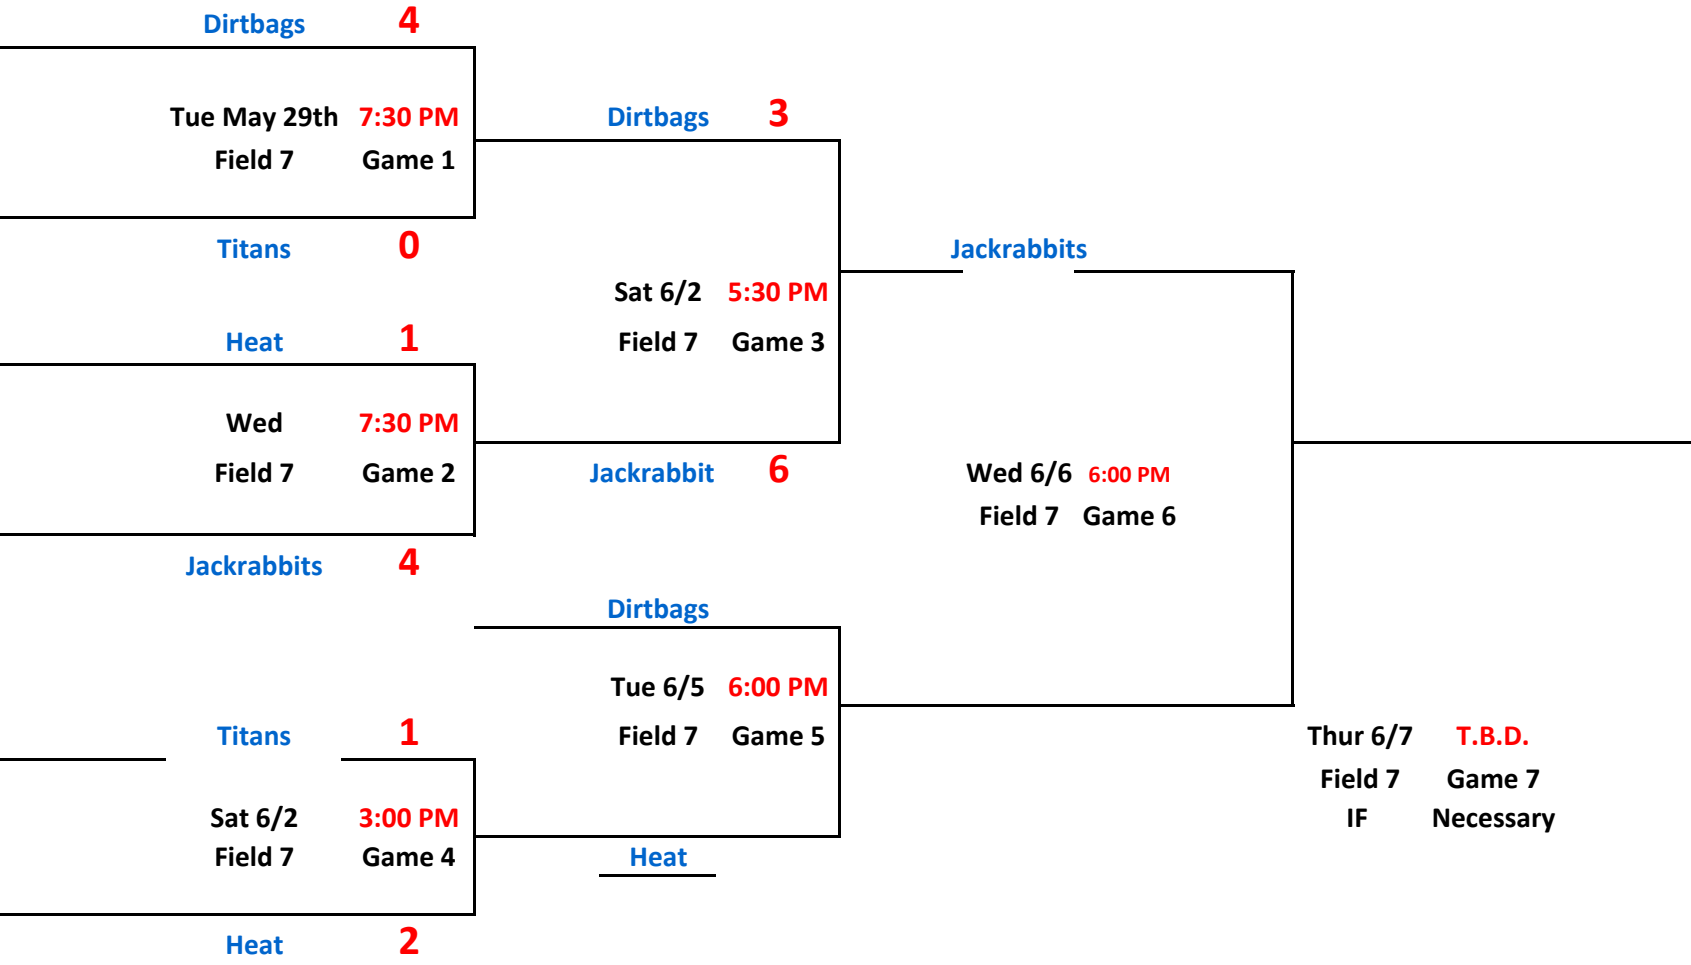 Dirtbags 4
Tue May 29th 7:30 PM
Field 7 Game 1
Titans 0
Dirtbags 3
Sat 6/2 5:30 PM
Field 7 Game 3
Heat 1
Wed 7:30 PM
Field 7 Game 2
Jackrabbits 4
Jackrabbit 6
Jackrabbits
Wed 6/6 6:00 PM
Field 7 Game 6
Dirtbags
Tue 6/5 6:00 PM
Field 7 Game 5
Titans 1
Sat 6/2 3:00 PM
Field 7 Game 4
Heat 2
Heat
Thur 6/7 T.B.D.
Field 7 Game 7
IF Necessary